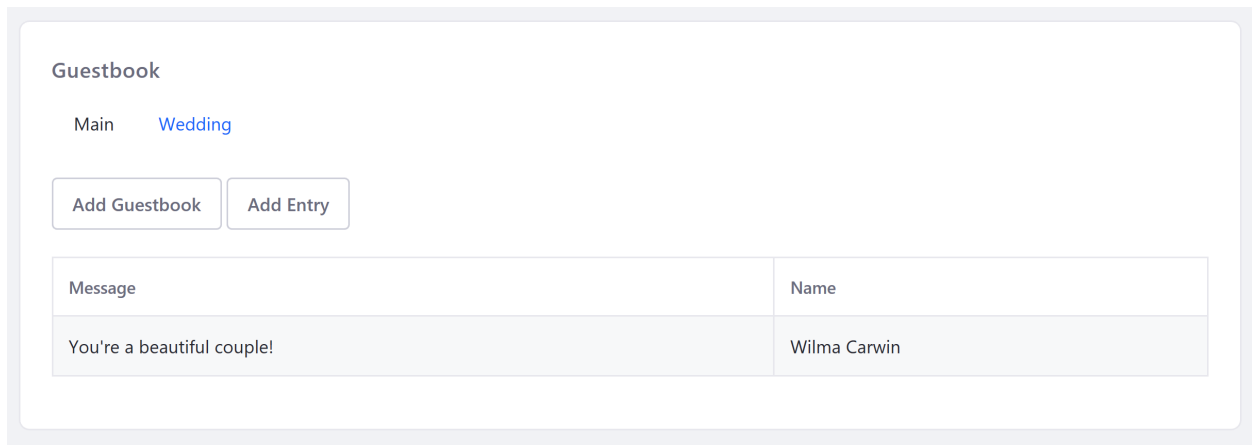 Guestbook
Main Wedding
Add Guestbook Add Entry
Message Name
You're a beautiful couple! Wilma Carwin